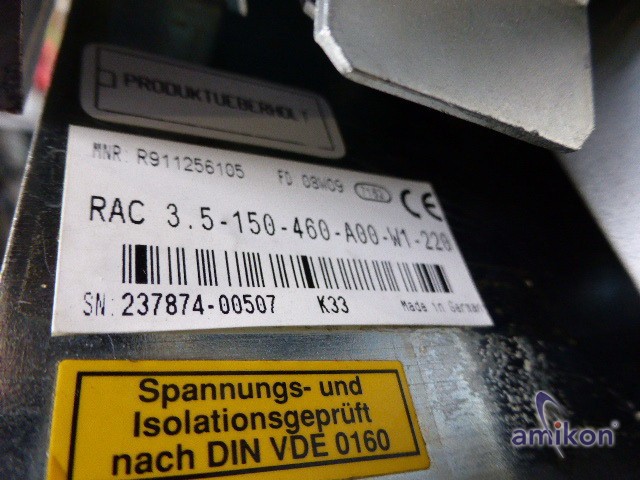 PRODUKTUEBERHOLT
MNR: R911256105 FD: 08W09 CE
RAC 3.5-150-460-A00-W1-220
SN: 237874-00507 K33 Made in German
Spannungs- und
Isolationsgeprüft
nach DIN VDE 0160
amikon